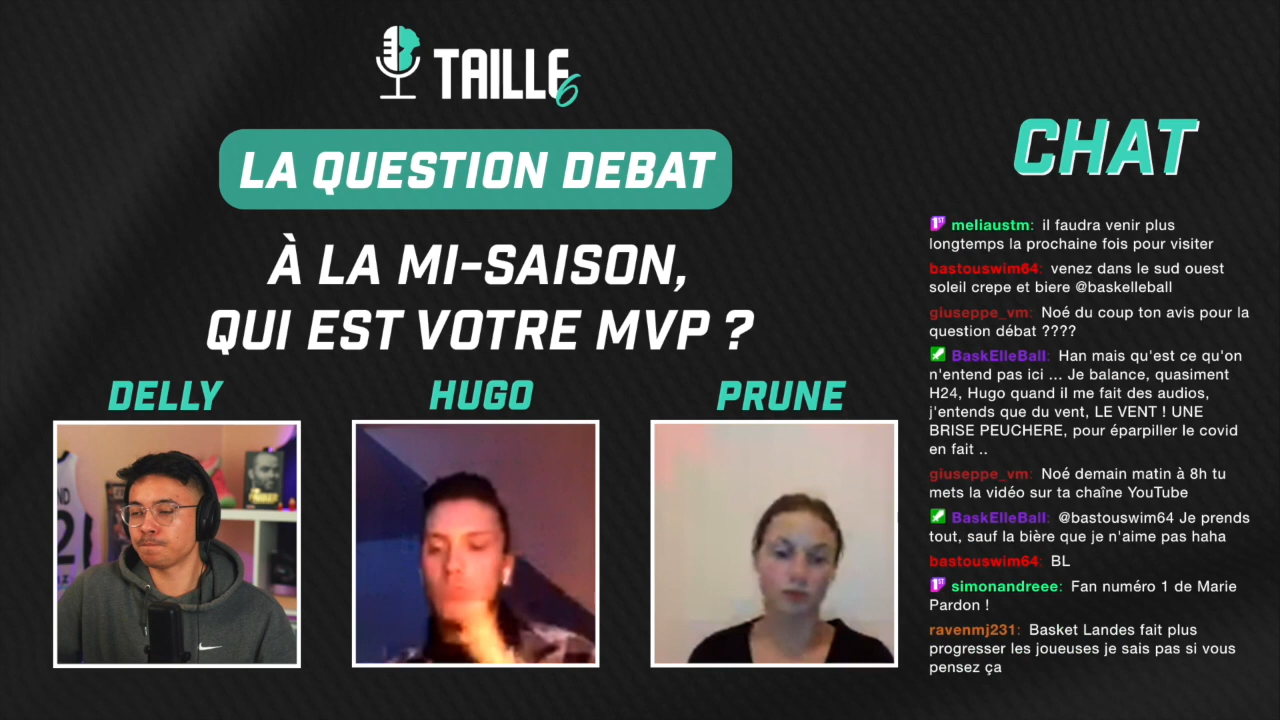 TAILLE
6
LA QUESTION DEBAT
À LA MI-SAISON,
QUI EST VOTRE MVP ?
DELLY
HUGO
PRUNE
CHAT
meliaustm: il faudra venir plus
longtemps la prochaine fois pour visiter
bastouswim64: venez dans le sud ouest
soleil crepe et biere @baskelleball
giuseppe_vm: Noé du coup ton avis pour la
question débat ????
BaskElleBall: Han mais qu'est ce qu'on
n'entend pas ici ... Je balance, quasiment
H24, Hugo quand il me fait des audios,
j'entends que du vent, LE VENT ! UNE
BRISE PEUCHERE, pour éparpiller le covid
en fait ..
giuseppe_vm: Noé demain matin à 8h tu
mets la vidéo sur ta chaîne YouTube
BaskElleBall: @bastouswim64 Je prends
tout, sauf la bière que je n'aime pas haha
bastouswim64: BL
simonandreee: Fan numéro 1 de Marie
Pardon !
ravenmj231: Basket Landes fait plus
progresser les joueuses je sais pas si vous
pensez ça